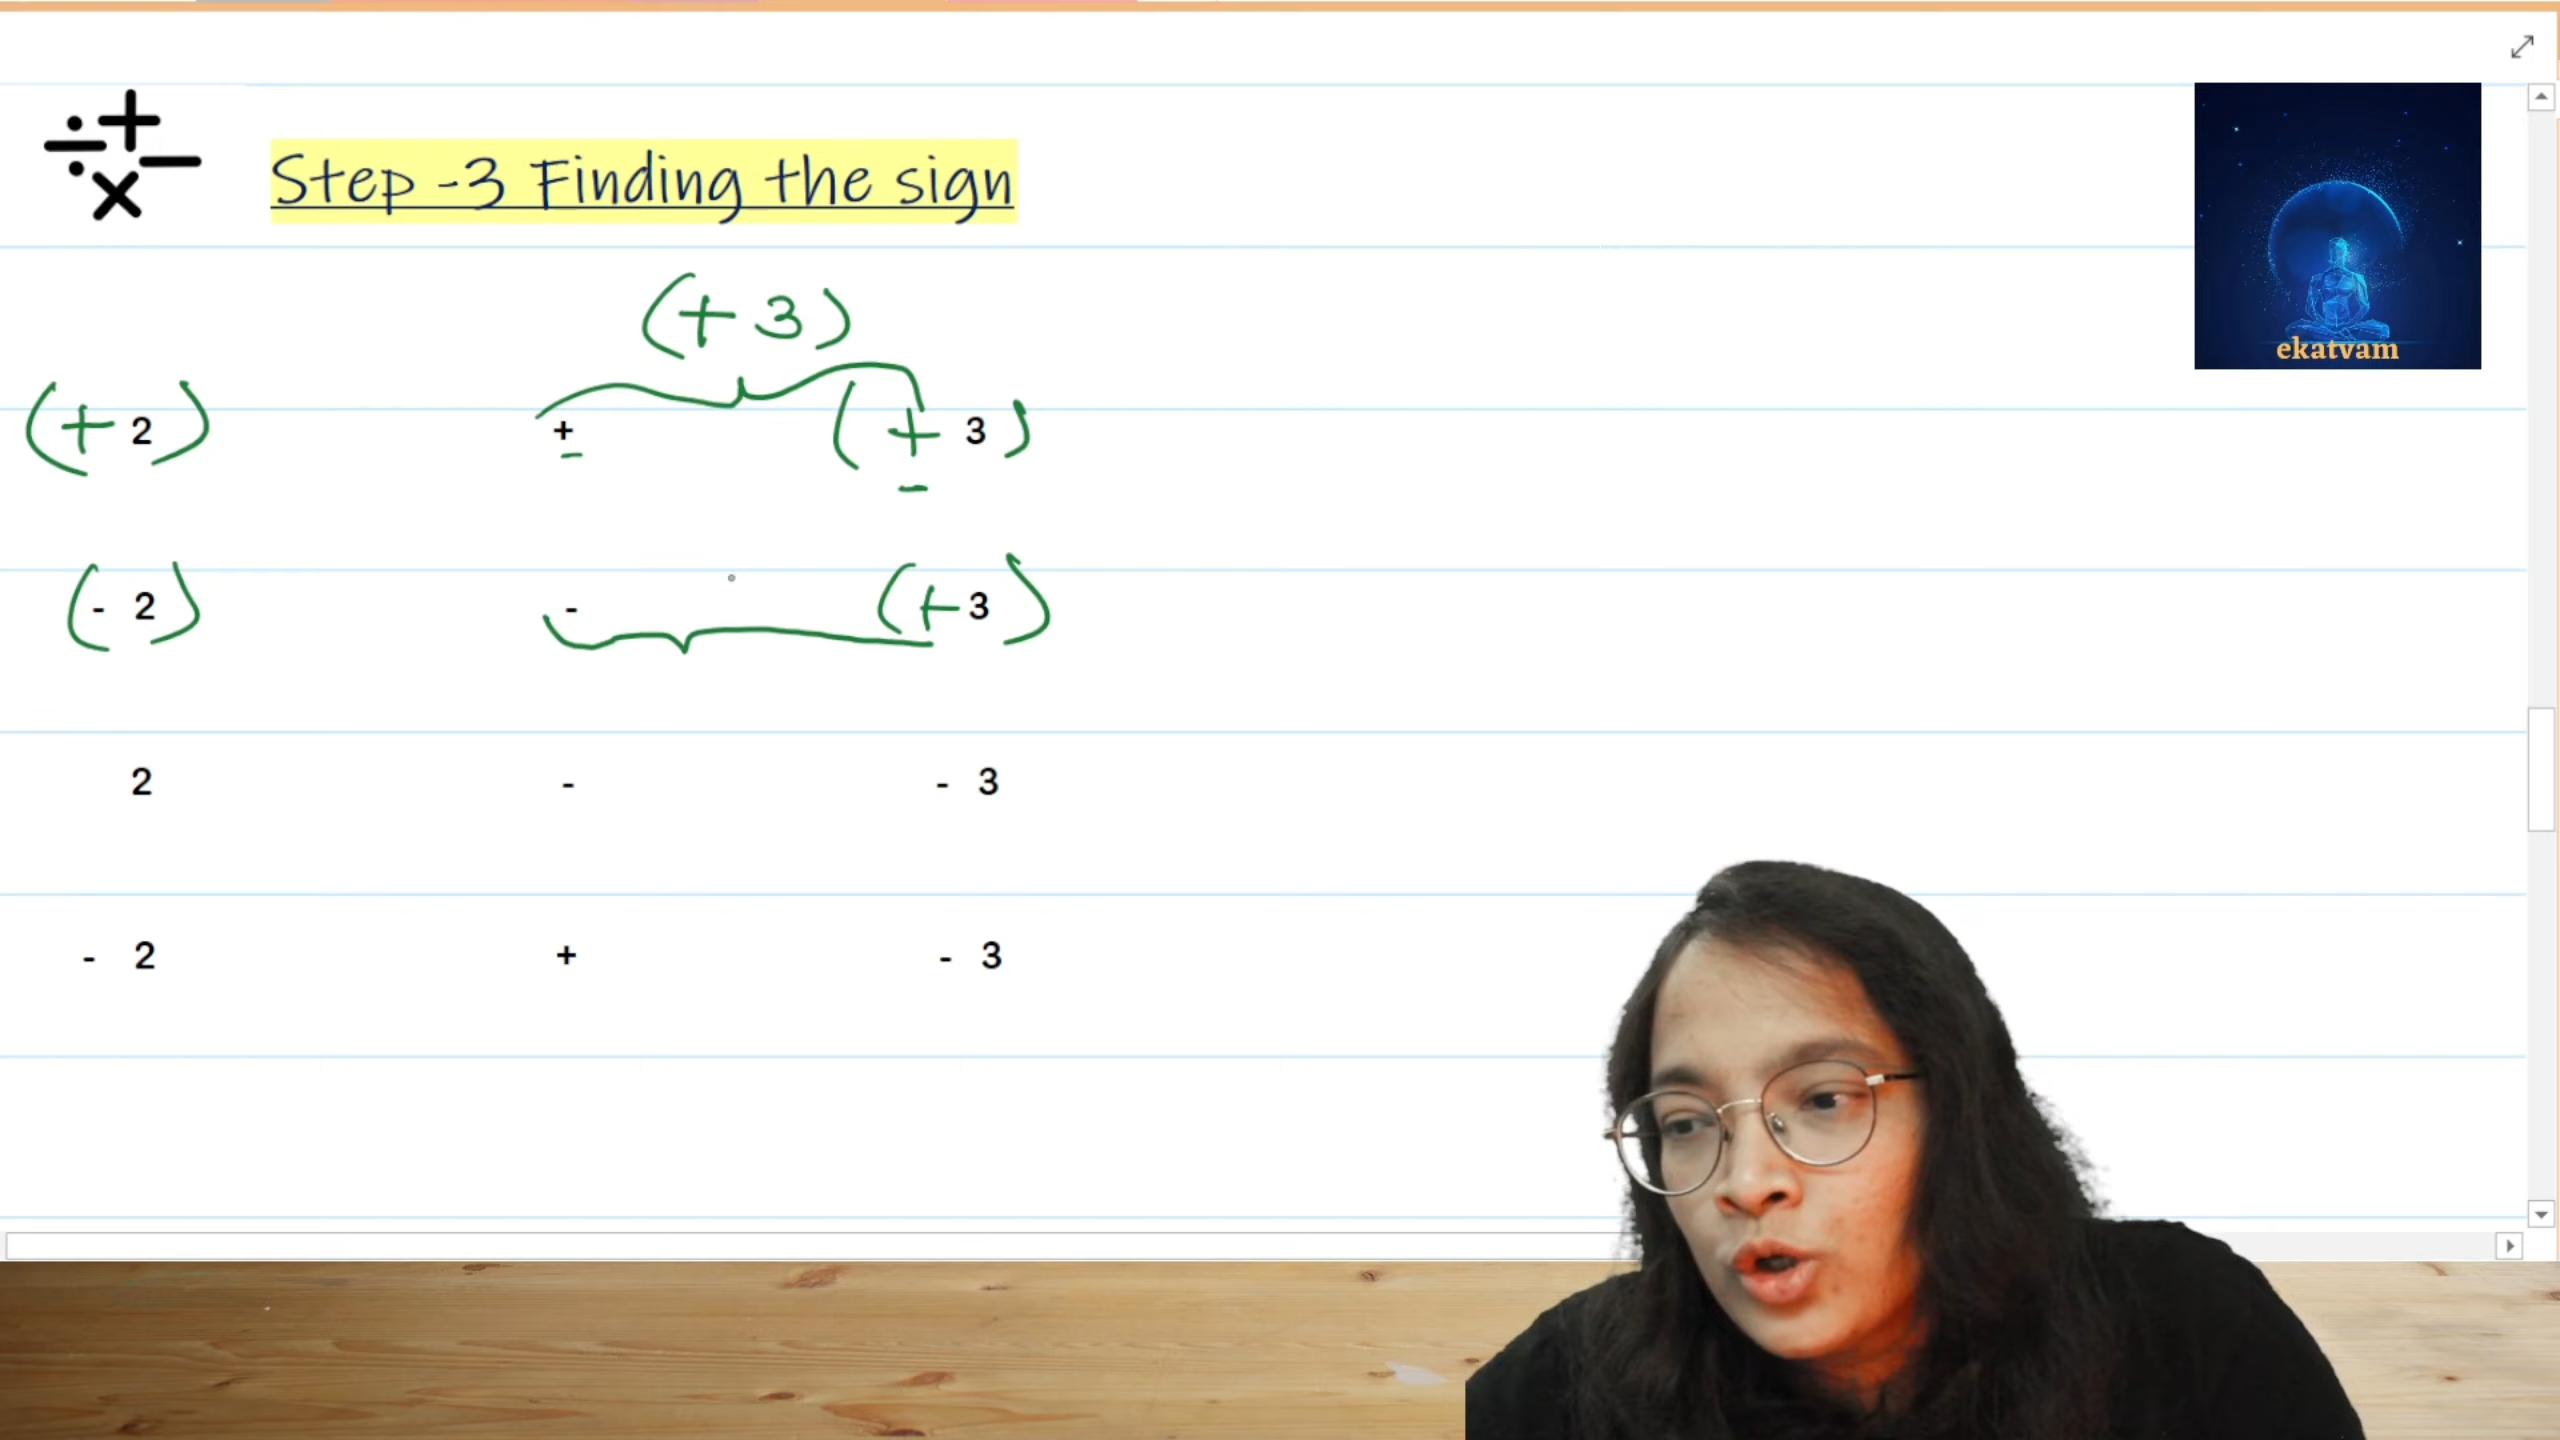 Step -3 Finding the sign
ekatvam
(+ 3)
(+ 2) + (+ 3)
(- 2) - (+ 3)
2 - - 3
- 2 + - 3